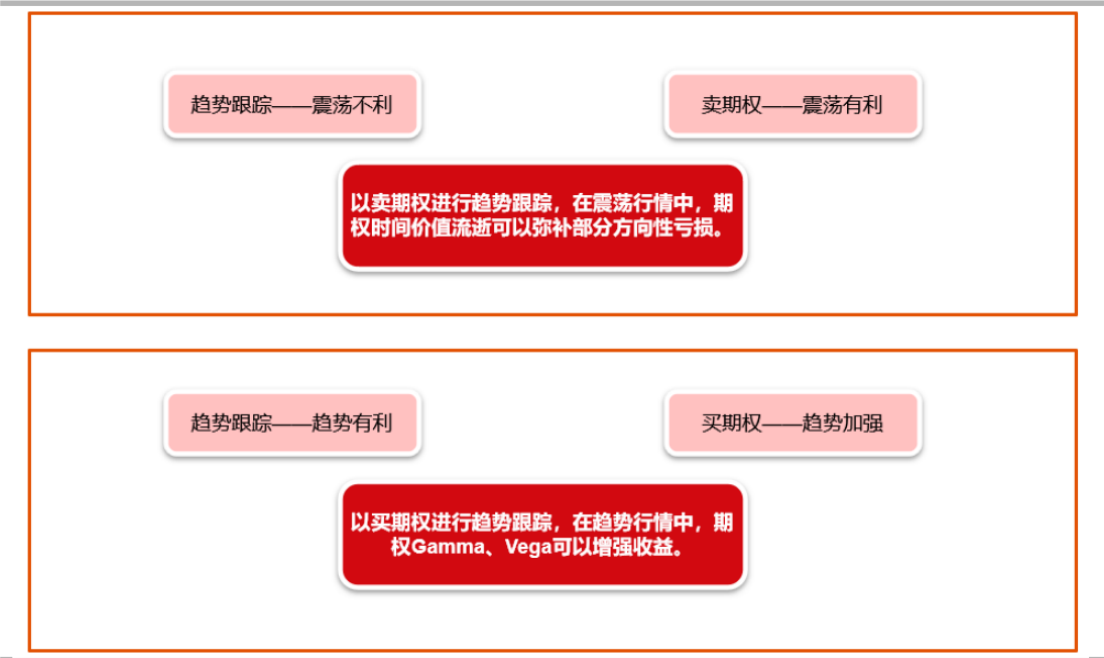 趋势跟踪——震荡不利
卖期权——震荡有利
以卖期权进行趋势跟踪，在震荡行情中，期
权时间价值流逝可以弥补部分方向性亏损。
趋势跟踪——趋势有利
买期权——趋势加强
以买期权进行趋势跟踪，在趋势行情中，期
权Gamma、Vega可以增强收益。